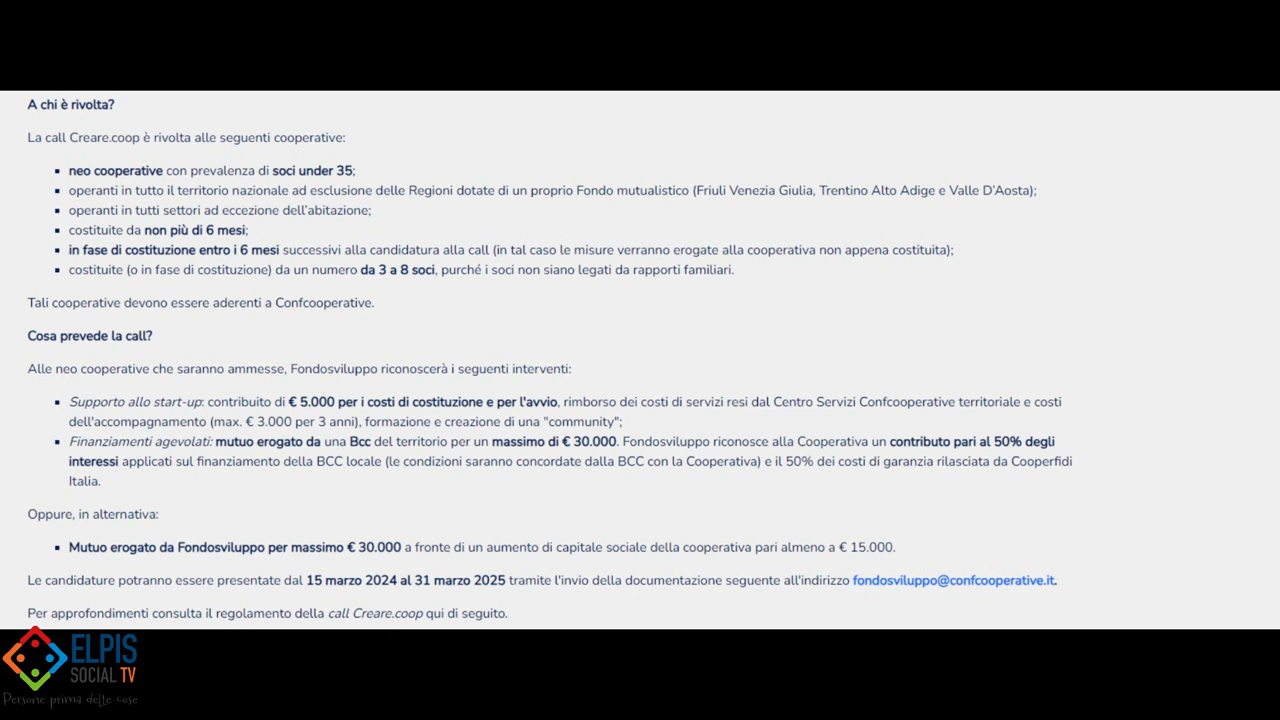 A chi è rivolta?
La call Creare.coop è rivolta alle seguenti cooperative:
neo cooperative con prevalenza di soci under 35;
operanti in tutto il territorio nazionale ad esclusione delle Regioni dotate di un proprio Fondo mutualistico (Friuli Venezia Giulia, Trentino Alto Adige e Valle D'Aosta);
operanti in tutti settori ad eccezione dell'abitazione;
costituite da non più di 6 mesi;
in fase di costituzione entro i 6 mesi successivi alla candidatura alla call (in tal caso le misure verranno erogate alla cooperativa non appena costituita);
costituite (o in fase di costituzione) da un numero da 3 a 8 soci, purché i soci non siano legati da rapporti familiari.
Tali cooperative devono essere aderenti a Confcooperative.
Cosa prevede la call?
Alle neo cooperative che saranno ammesse, Fondosviluppo riconoscerà i seguenti interventi:
Supporto allo start-up: contributo di € 5.000 per i costi di costituzione e per l'avvio, rimborso dei costi di servizi resi dal Centro Servizi Confcooperative territoriale e costi
dell'accompagnamento (max. € 3.000 per 3 anni), formazione e creazione di una "community";
Finanziamenti agevolati: mutuo erogato da una Bcc del territorio per un massimo di € 30.000. Fondosviluppo riconosce alla Cooperativa un contributo pari al 50% degli
interessi applicati sul finanziamento della BCC locale (le condizioni saranno concordate dalla BCC con la Cooperativa) e il 50% dei costi di garanzia rilasciata da Cooperfidi
Italia.
Oppure, in alternativa:
Mutuo erogato da Fondosviluppo per massimo € 30.000 a fronte di un aumento di capitale sociale della cooperativa pari almeno a € 15.000.
Le candidature potranno essere presentate dal 15 marzo 2024 al 31 marzo 2025 tramite l'invio della documentazione seguente all'indirizzo fondosviluppo@confcooperative.it.
Per approfondimenti consulta il regolamento della call Creare.coop qui di seguito.
ELPIS
SOCIAL TV
Persone prima delle cose